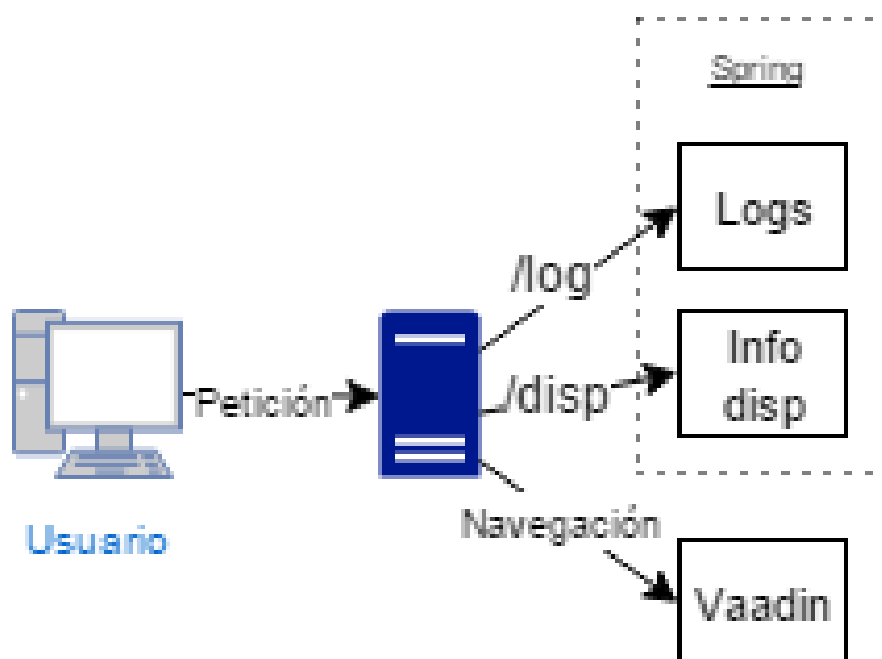 Spring
Logs
/log
Info
disp
/disp
Petición
Navegación
Usuario
Vaadin